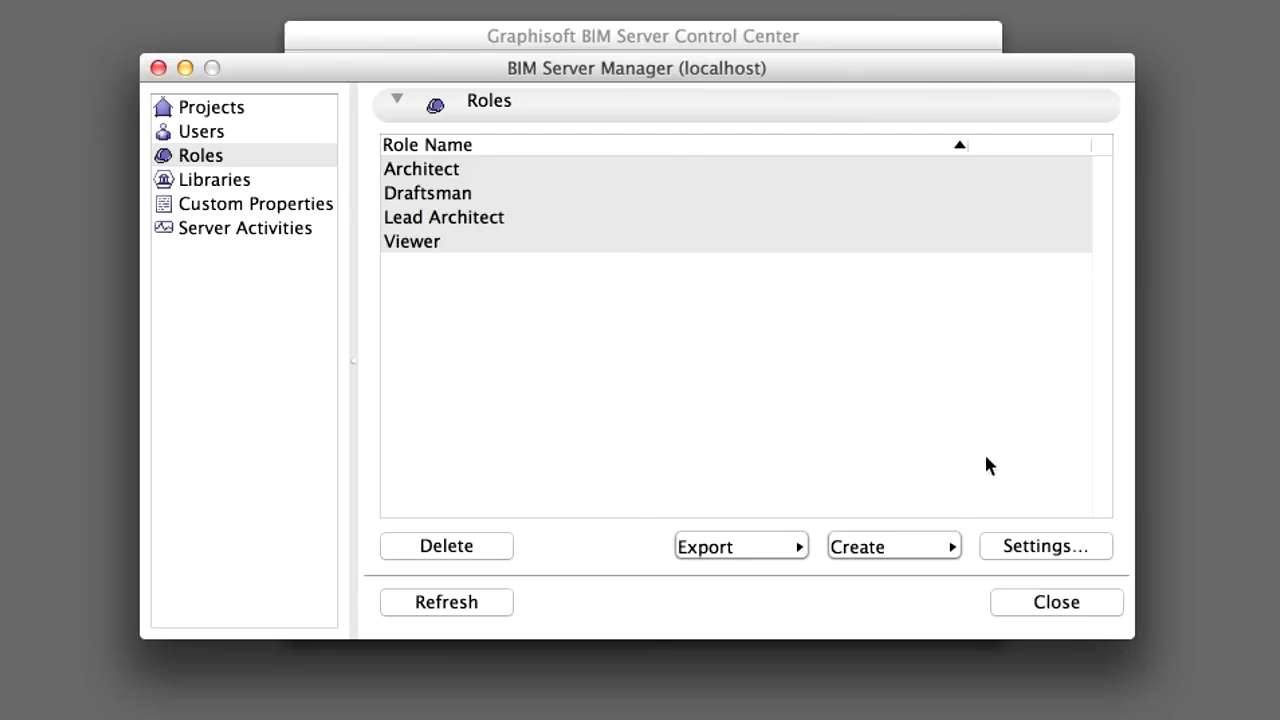 Graphisoft BIM Server Control Center
BIM Server Manager (localhost)
Projects
Users
Roles
Libraries
Custom Properties
Server Activities
Roles
Role Name
Architect
Draftsman
Lead Architect
Viewer
Delete
Export
Create
Settings...
Refresh
Close